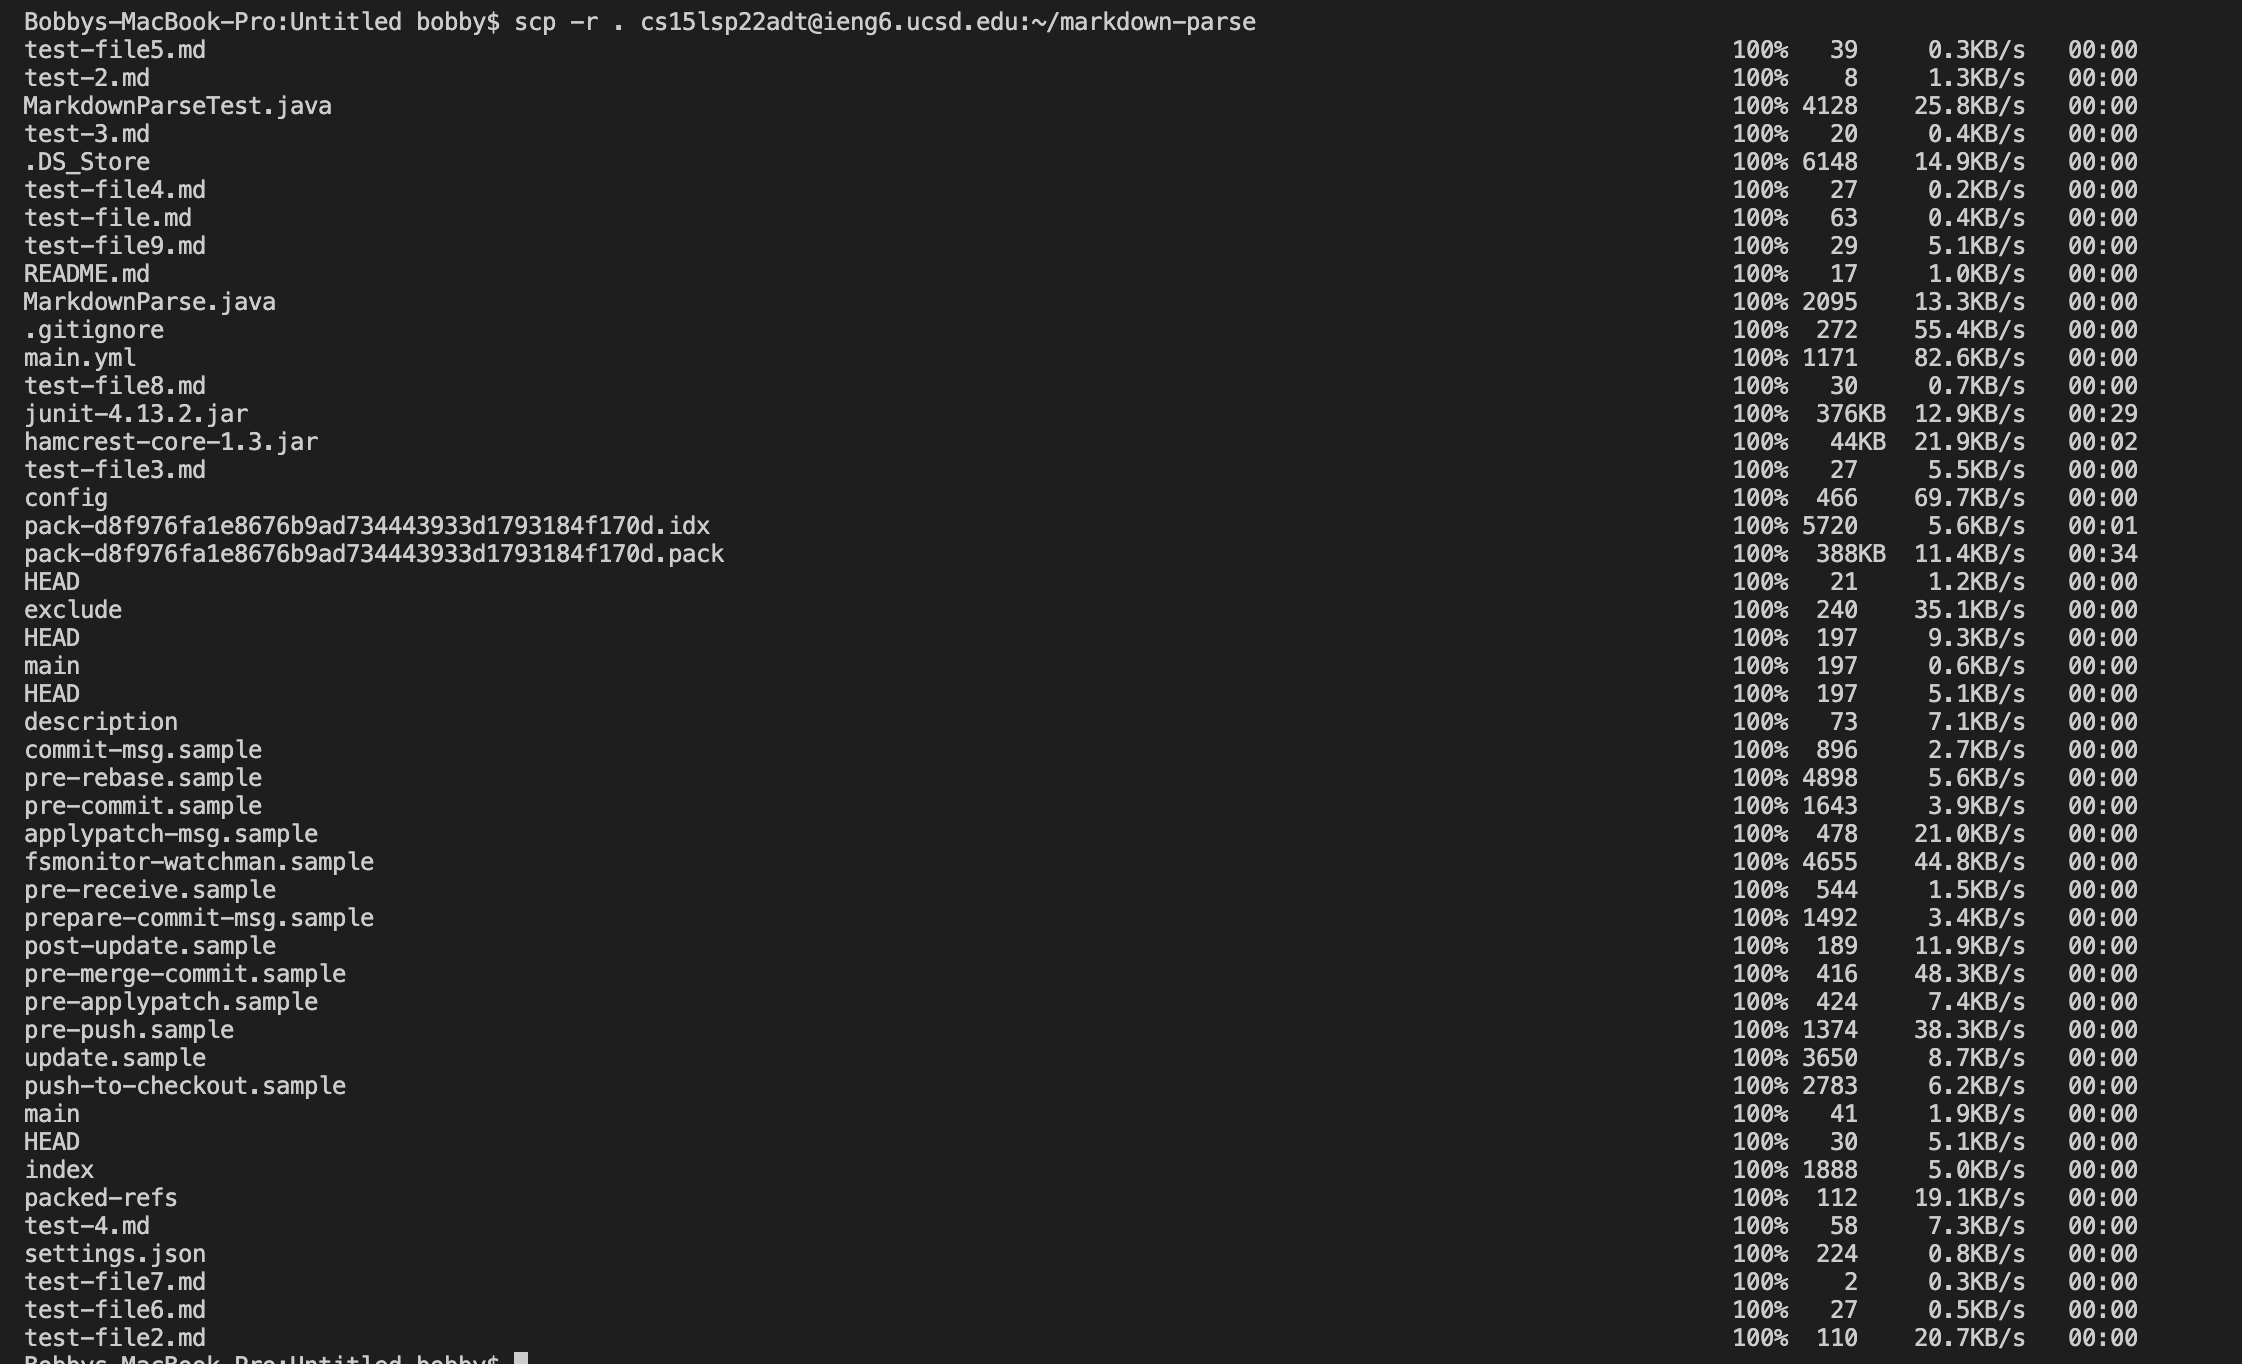 Bobbys-MacBook-Pro:Untitled bobby$ scp -r . cs15lsp22adt@ieng6.ucsd.edu:~/markdown-parse
test-file5.md 100% 39 0.3KB/s 00:00
test-2.md 100% 8 1.3KB/s 00:00
MarkdownParseTest.java 100% 4128 25.8KB/s 00:00
test-3.md 100% 20 0.4KB/s 00:00
.DS_Store 100% 6148 14.9KB/s 00:00
test-file4.md 100% 27 0.2KB/s 00:00
test-file.md 100% 63 0.4KB/s 00:00
test-file9.md 100% 29 5.1KB/s 00:00
README.md 100% 17 1.0KB/s 00:00
MarkdownParse.java 100% 2095 13.3KB/s 00:00
.gitignore 100% 272 55.4KB/s 00:00
main.yml 100% 1171 82.6KB/s 00:00
test-file8.md 100% 30 0.7KB/s 00:00
junit-4.13.2.jar 100% 376KB 12.9KB/s 00:29
hamcrest-core-1.3.jar 100% 44KB 21.9KB/s 00:02
test-file3.md 100% 27 5.5KB/s 00:00
config 100% 466 69.7KB/s 00:00
pack-d8f976fa1e8676b9ad734443933d1793184f170d.idx 100% 5720 5.6KB/s 00:01
pack-d8f976fa1e8676b9ad734443933d1793184f170d.pack 100% 388KB 11.4KB/s 00:34
HEAD 100% 21 1.2KB/s 00:00
exclude 100% 240 35.1KB/s 00:00
HEAD 100% 197 9.3KB/s 00:00
main 100% 197 0.6KB/s 00:00
HEAD 100% 197 5.1KB/s 00:00
description 100% 73 7.1KB/s 00:00
commit-msg.sample 100% 896 2.7KB/s 00:00
pre-rebase.sample 100% 4898 5.6KB/s 00:00
pre-commit.sample 100% 1643 3.9KB/s 00:00
applypatch-msg.sample 100% 478 21.0KB/s 00:00
fsmonitor-watchman.sample 100% 4655 44.8KB/s 00:00
pre-receive.sample 100% 544 1.5KB/s 00:00
prepare-commit-msg.sample 100% 1492 3.4KB/s 00:00
post-update.sample 100% 189 11.9KB/s 00:00
pre-merge-commit.sample 100% 416 48.3KB/s 00:00
pre-applypatch.sample 100% 424 7.4KB/s 00:00
pre-push.sample 100% 1374 38.3KB/s 00:00
update.sample 100% 3650 8.7KB/s 00:00
push-to-checkout.sample 100% 2783 6.2KB/s 00:00
main 100% 41 1.9KB/s 00:00
HEAD 100% 30 5.1KB/s 00:00
index 100% 1888 5.0KB/s 00:00
packed-refs 100% 112 19.1KB/s 00:00
test-4.md 100% 58 7.3KB/s 00:00
settings.json 100% 224 0.8KB/s 00:00
test-file7.md 100% 2 0.3KB/s 00:00
test-file6.md 100% 27 0.5KB/s 00:00
test-file2.md 100% 110 20.7KB/s 00:00
Bobbys-MacBook-Pro:Untitled bobby$